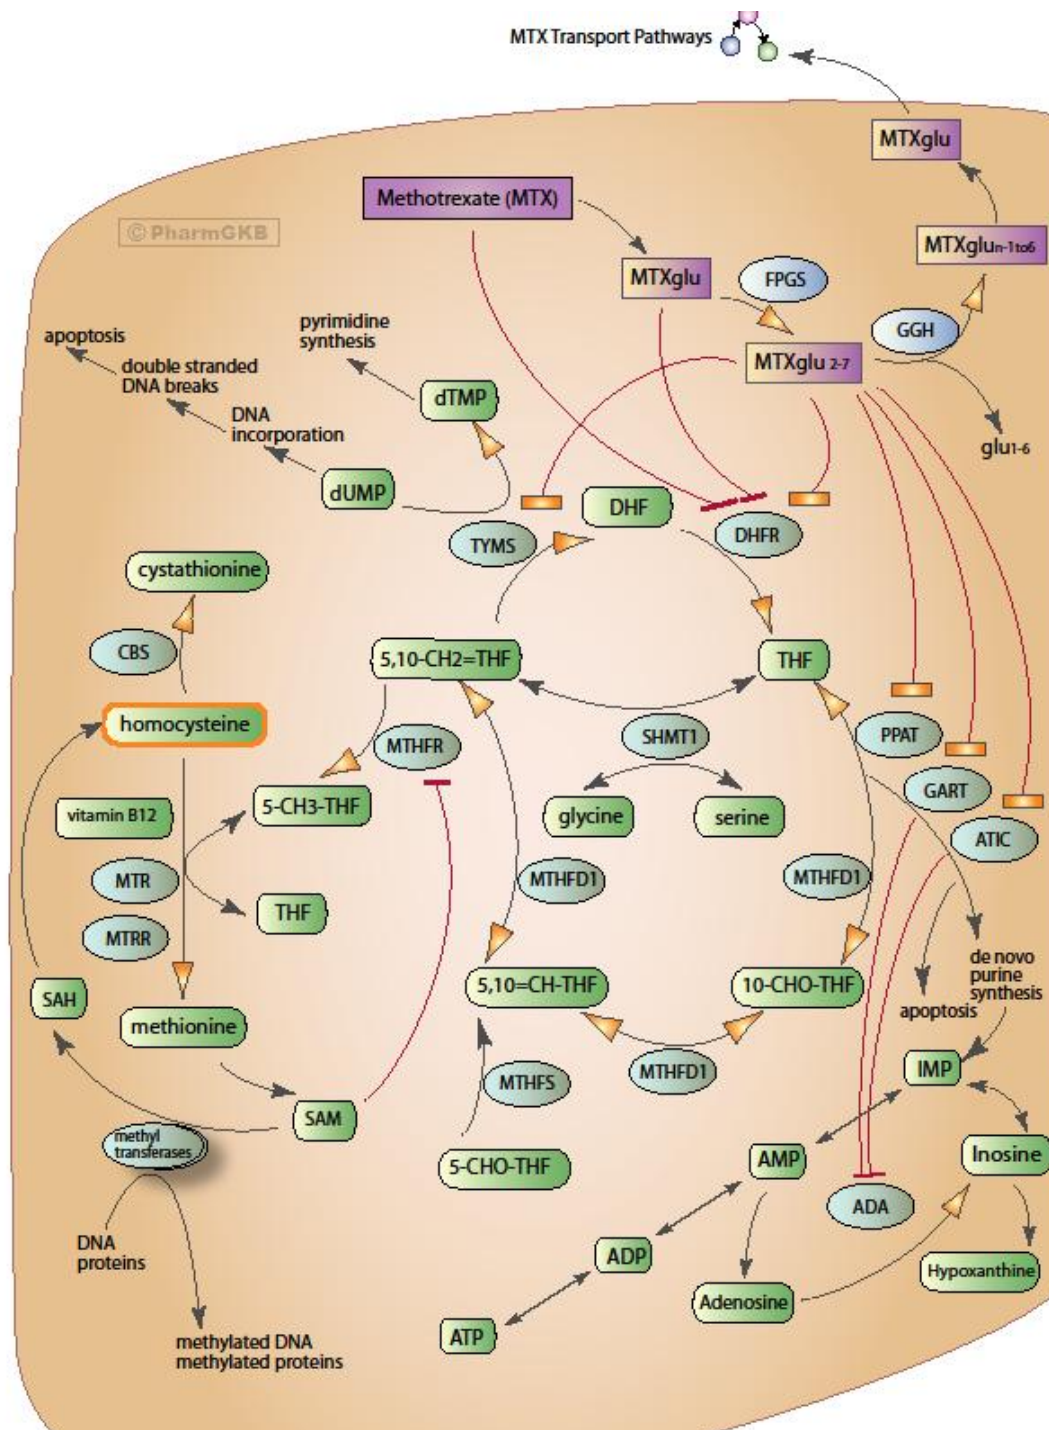 MTX Transport Pathways
MTXglu
Methotrexate (MTX)
© PharmGKB
MTXglun-1to6
MTXglu
FPGS
GGH
pyrimidine
synthesis
apoptosis
MTXglu 2-7
double stranded
DNA breaks
dTMP
DNA
incorporation
glu1-6
dUMP
DHF
DHFR
TYMS
cystathionine
CBS
5,10-CH2=THF
THF
homocysteine
MTHFR
SHMT1
PPAT
GART
5-CH3-THF
vitamin B12
glycine
serine
ATIC
MTR
MTHFD1
MTHFD1
THF
MTRR
de novo
purine
synthesis
SAH
5,10=CH-THF
10-CHO-THF
apoptosis
methionine
MTHFD1
IMP
MTHFS
SAM
methyl
transferases
5-CHO-THF
AMP
Inosine
ADA
DNA
proteins
ADP
Hypoxanthine
Adenosine
ATP
methylated DNA
methylated proteins